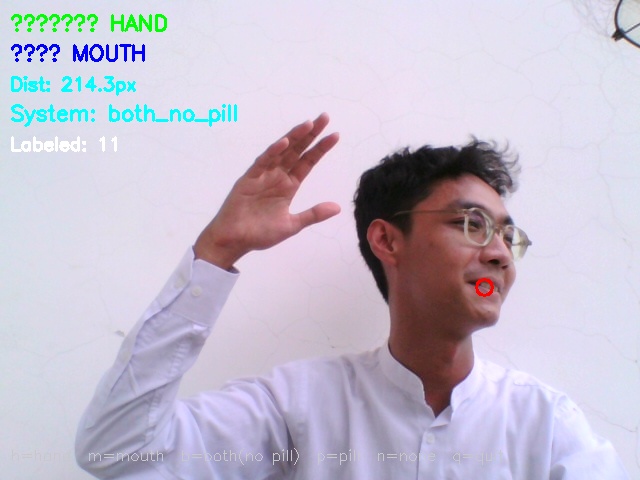 ??????? HAND
???? MOUTH
Dist: 214.3px
System: both_no_pill
Labeled: 11
m=mouth b=both(no pill) p=pill n=none